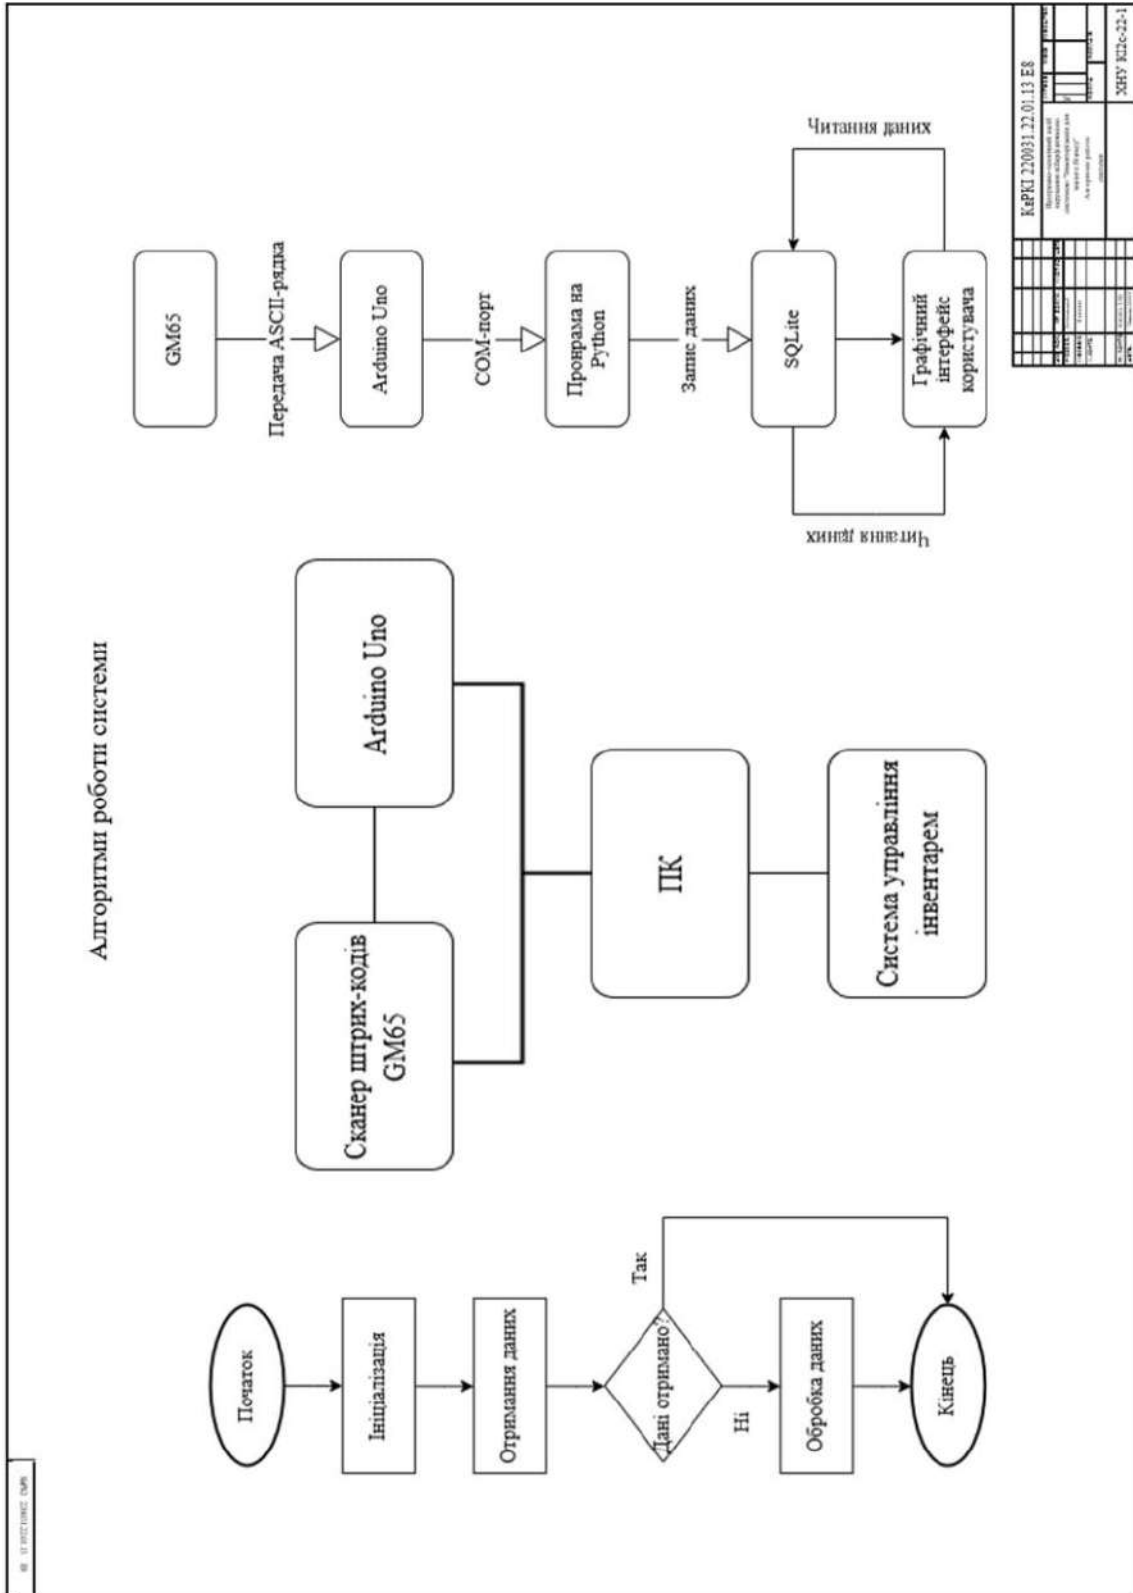 Алгоритми роботи системи
Початок
Ініціалізація
Отримання даних
Дані отримано?
Так
Ні
Обробка даних
Кінець
Сканер штрих-кодів
GM65
Arduino Uno
ПК
Система управління
інвентарем
GM65
Передача ASCII-рядка
Arduino Uno
COM-порт
Пронрама на
Python
Запис даних
SQLite
Читання даних
Читання даних
Графічний
інтерфейс
користувача
КвРКІ 220031.22.01.13 Е8
ХНУ КІ2с-22-1